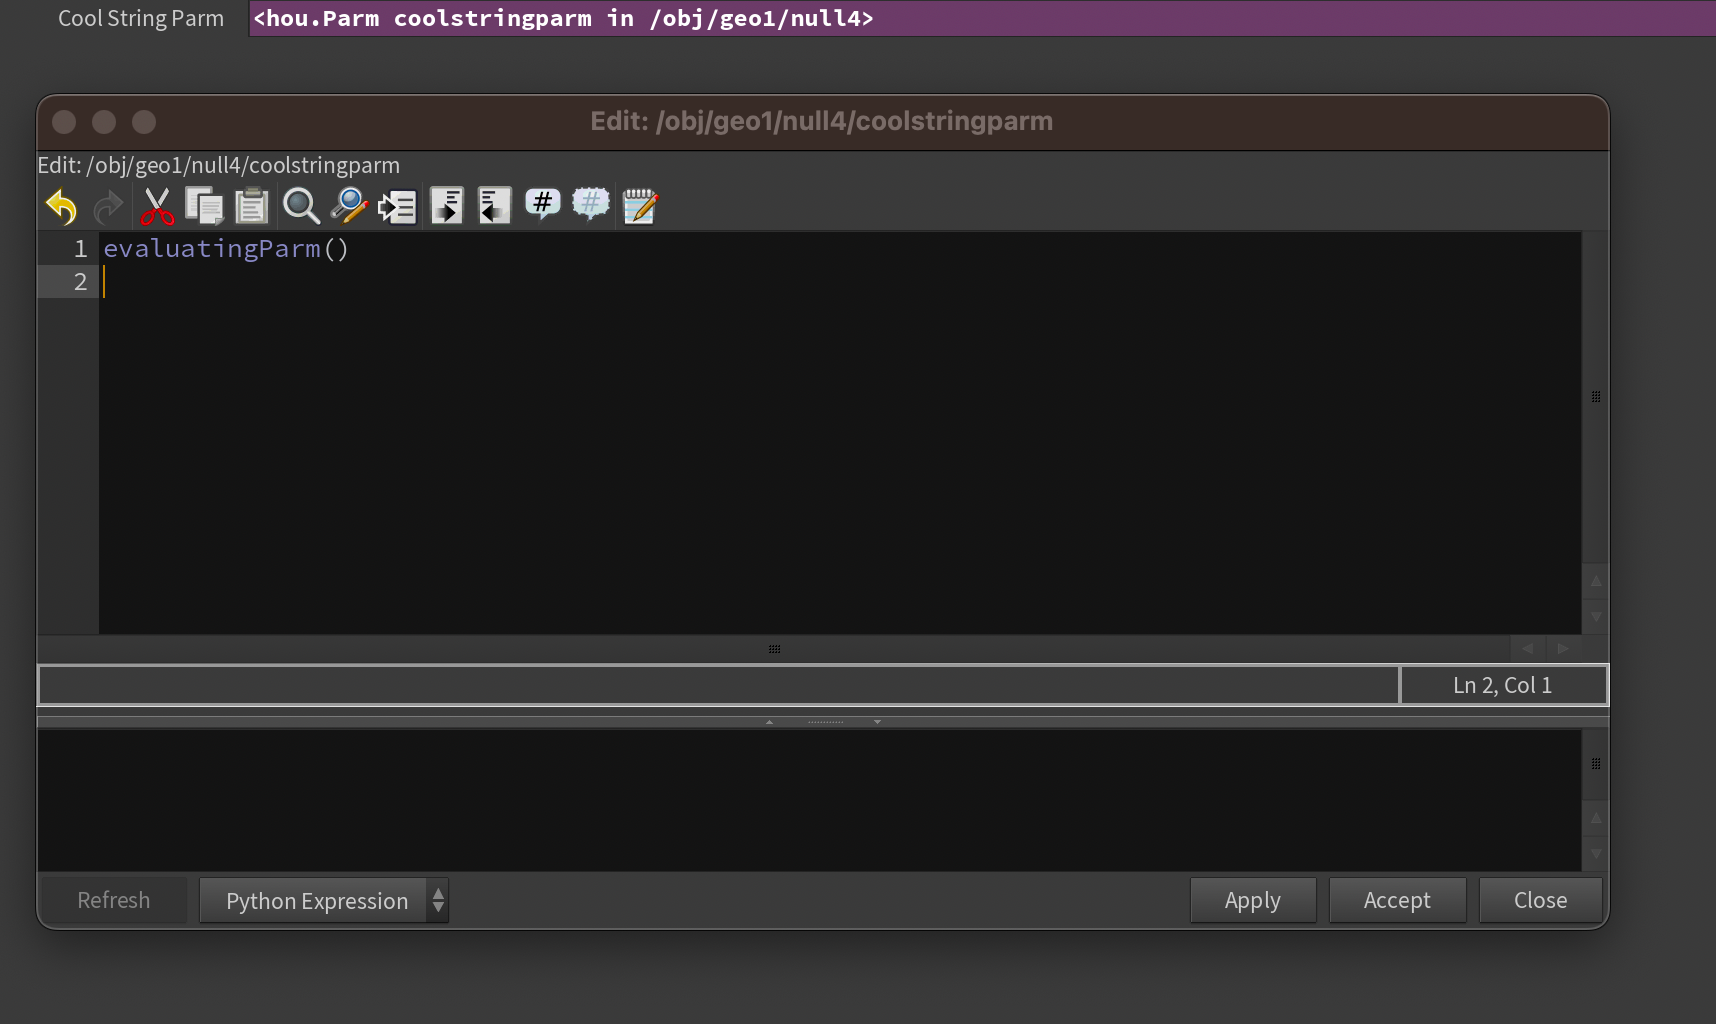 Cool String Parm <hou.Parm coolstringparm in /obj/geo1/null4>
Edit: /obj/geo1/null4/coolstringparm
Edit: /obj/geo1/null4/coolstringparm
# #
1 evaluatingParm()
2
Ln 2, Col 1
Refresh Python Expression Apply Accept Close